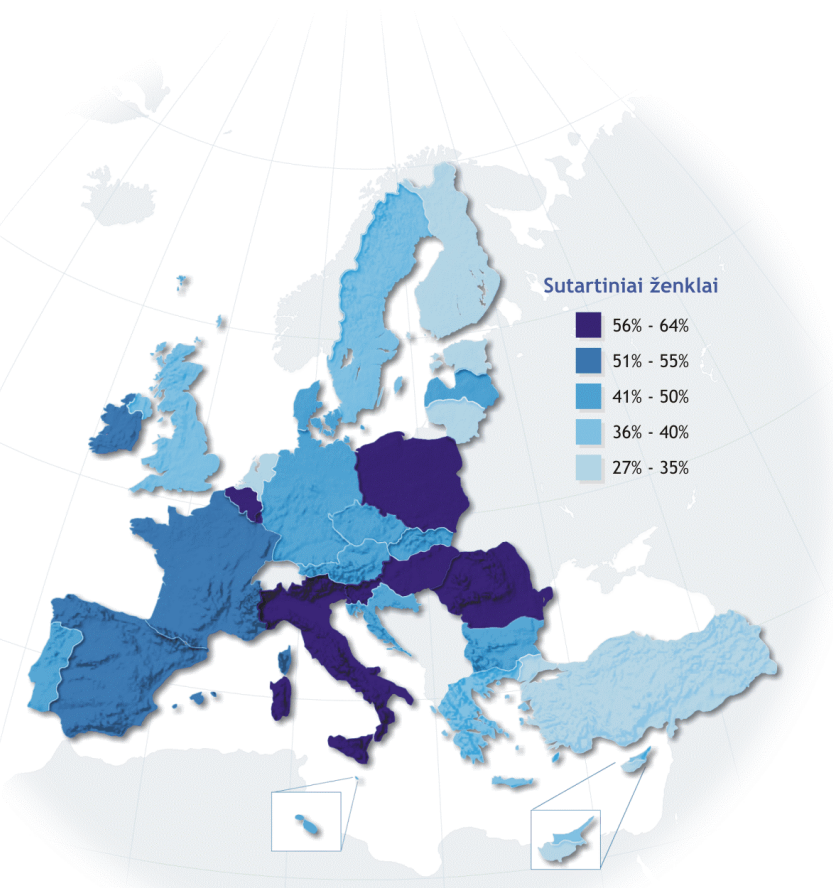 Sutartiniai ženklai
56% - 64%
51% - 55%
41% - 50%
36% - 40%
27% - 35%